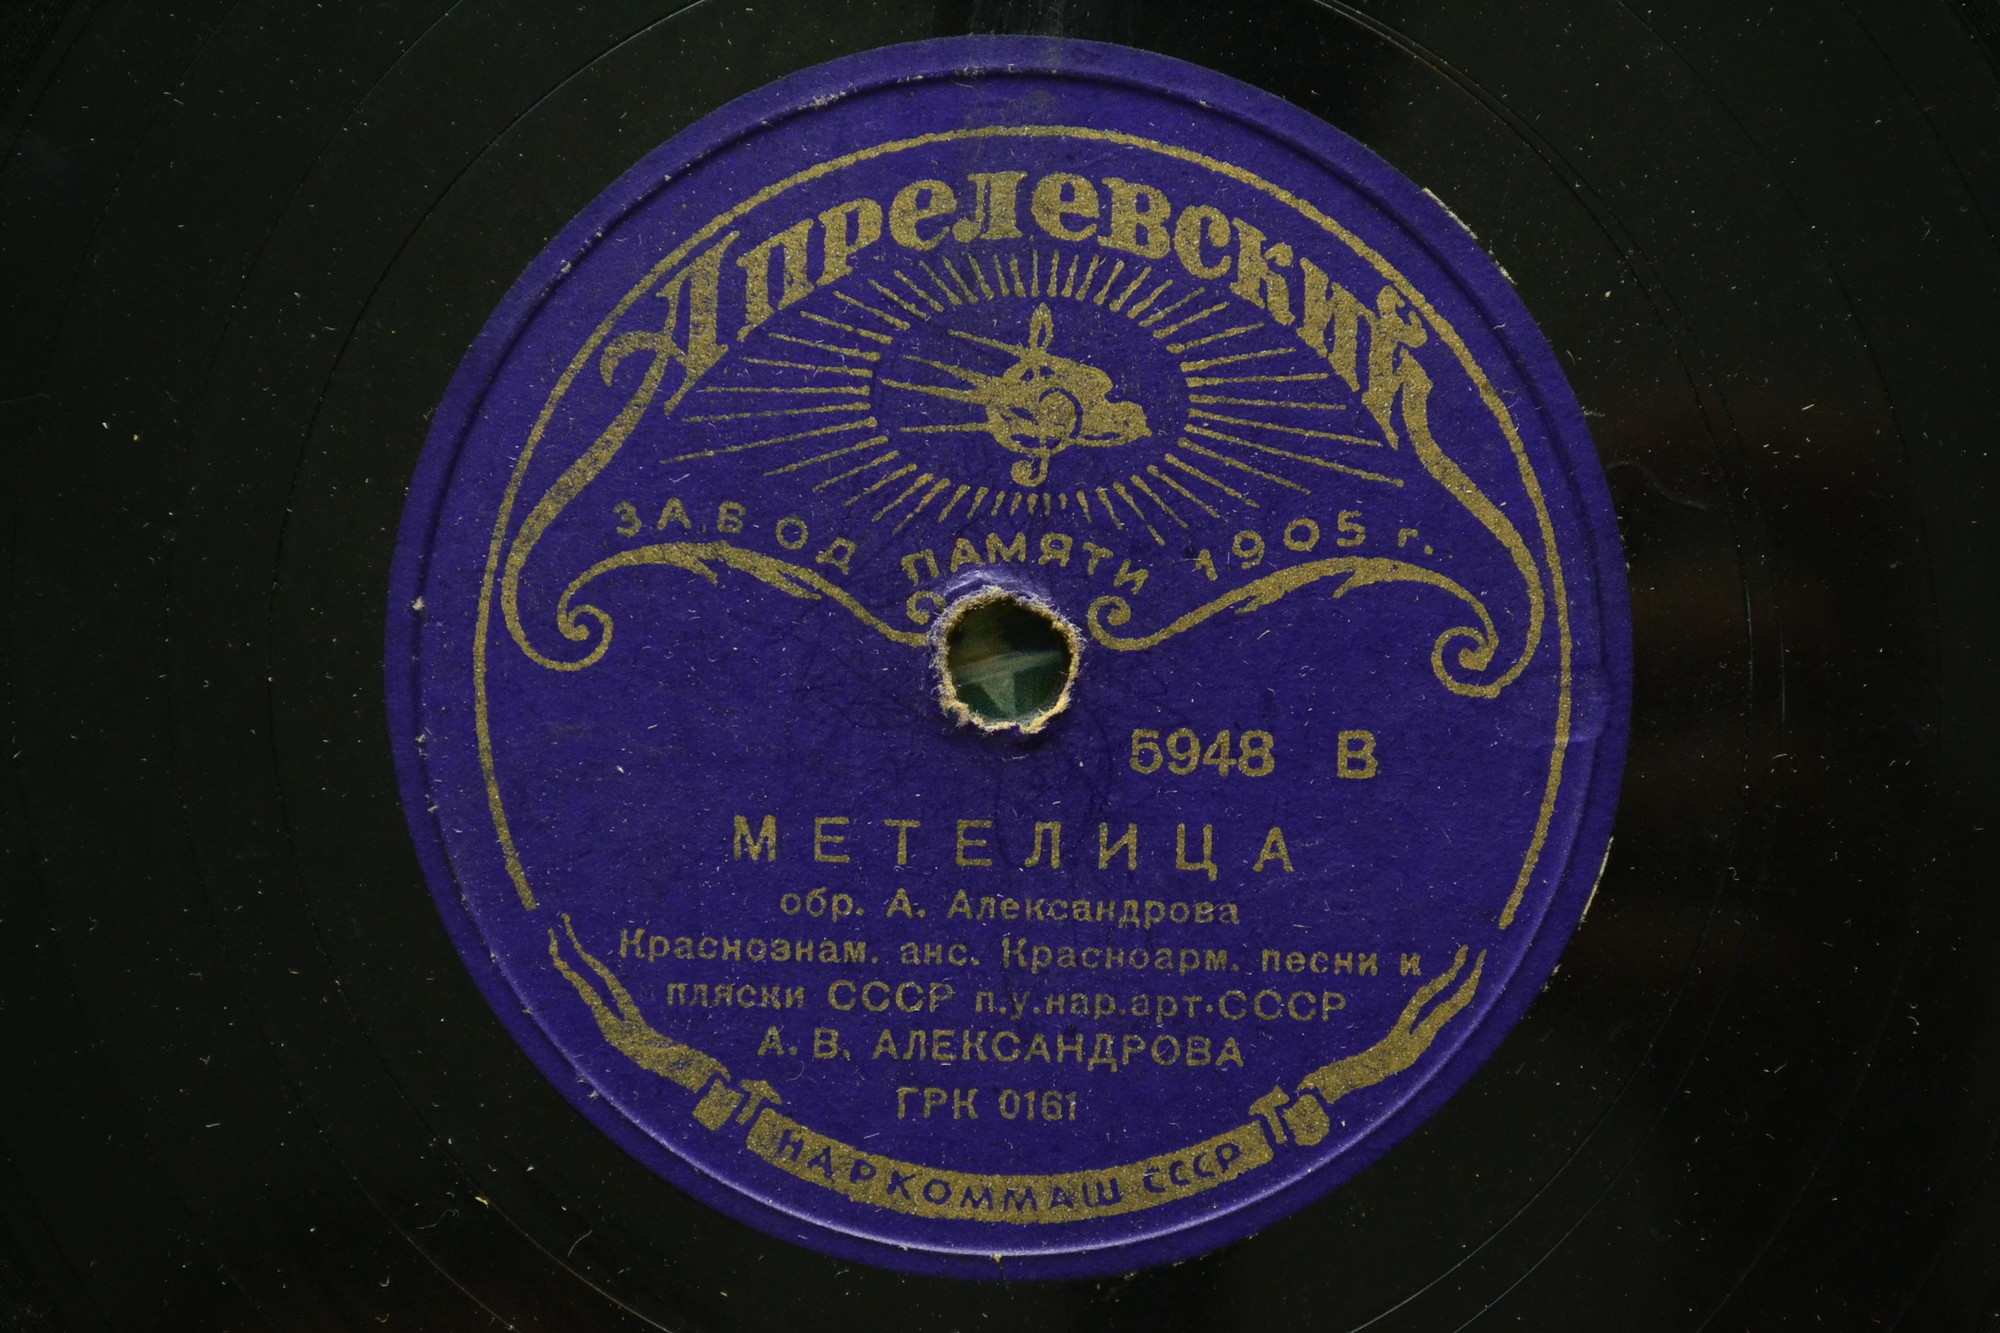 Апрелевский
ЗАВОД ПАМЯТИ 1905 г.
5948 В
МЕТЕЛИЦА
обр. А. Александрова
Краснознам. анс. Красноарм. песни и
пляски СССР п.у.нар.арт.СССР
А. В. АЛЕКСАНДРОВА
ГРК 0161
НАРКОММАШ СССР